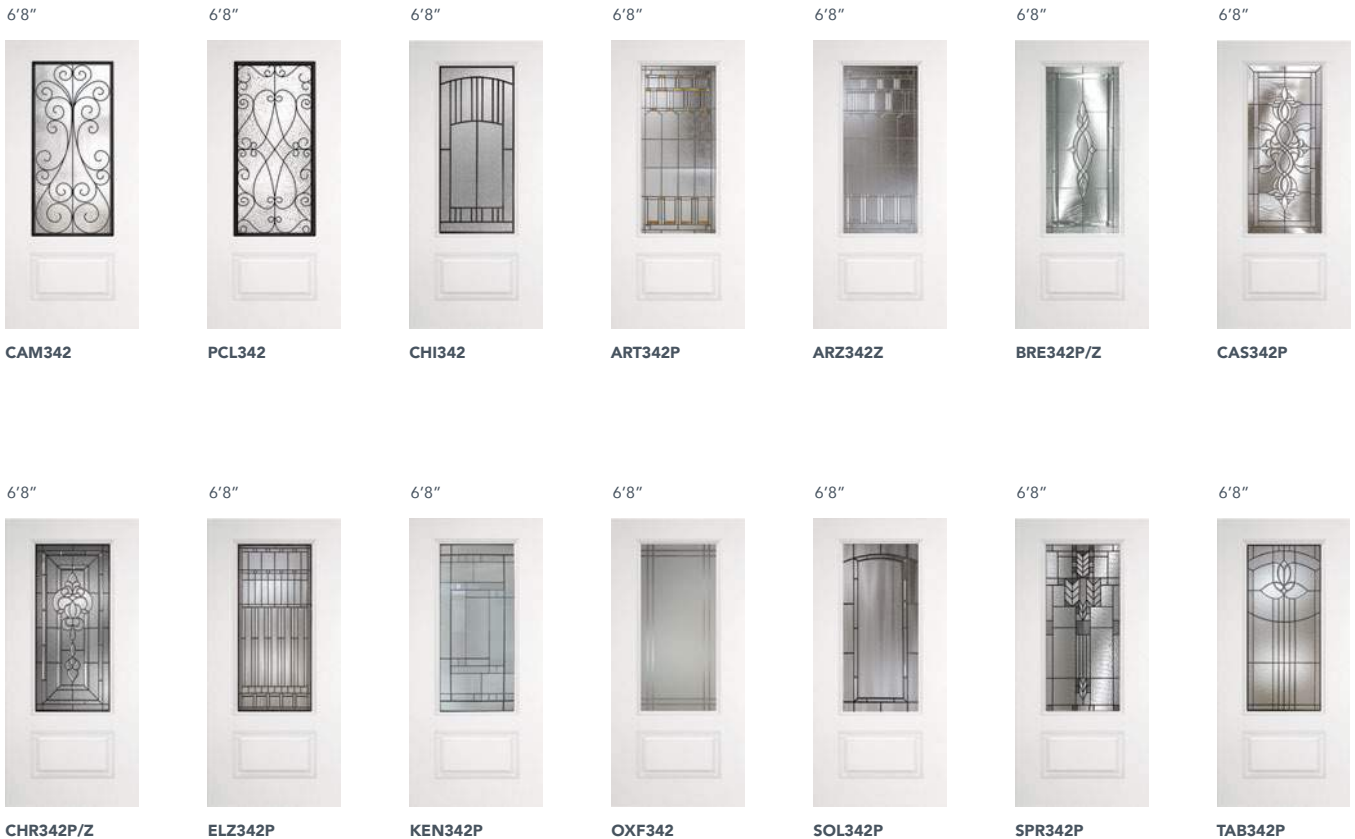 6’8” 6’8” 6’8” 6’8” 6’8” 6’8” 6’8”
CAM342 PCL342 CHI342 ART342P ARZ342Z BRE342P/Z CAS342P
6’8” 6’8” 6’8” 6’8” 6’8” 6’8” 6’8”
CHR342P/Z ELZ342P KEN342P OXF342 SOL342P SPR342P TAB342P